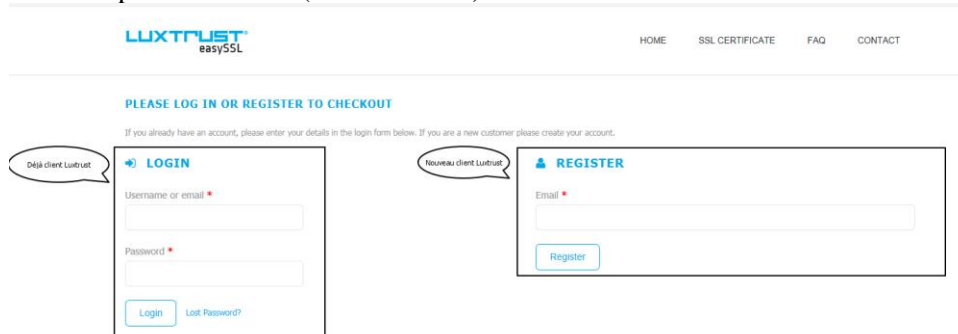 LUXTRUST
easySSL
HOME SSL CERTIFICATE FAQ CONTACT
PLEASE LOG IN OR REGISTER TO CHECKOUT
If you already have an account, please enter your details in the login form below. If you are a new customer please create your account.
Déjà client Luxtrust
LOGIN
Username or email *
Password *
Login Lost Password?
Nouveau client Luxtrust
REGISTER
Email *
Register